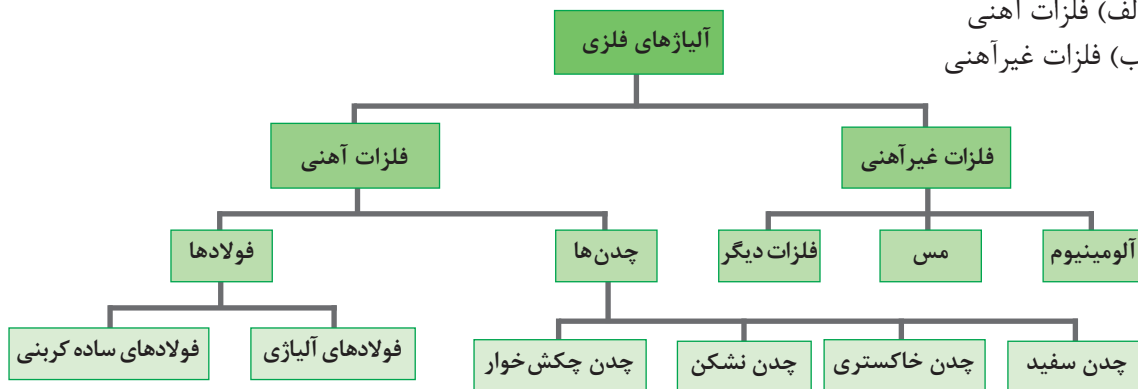 الف) فلزات آهنی
ب) فلزات غیرآهنی
آلیاژهای فلزی
فلزات غیرآهنی
فلزات آهنی
آلومینیوم
مس
فلزات دیگر
چدن‌ها
فولادها
چدن سفید
چدن خاکستری
چدن نشکن
چدن چکش‌خوار
فولادهای آلیاژی
فولادهای ساده کربنی